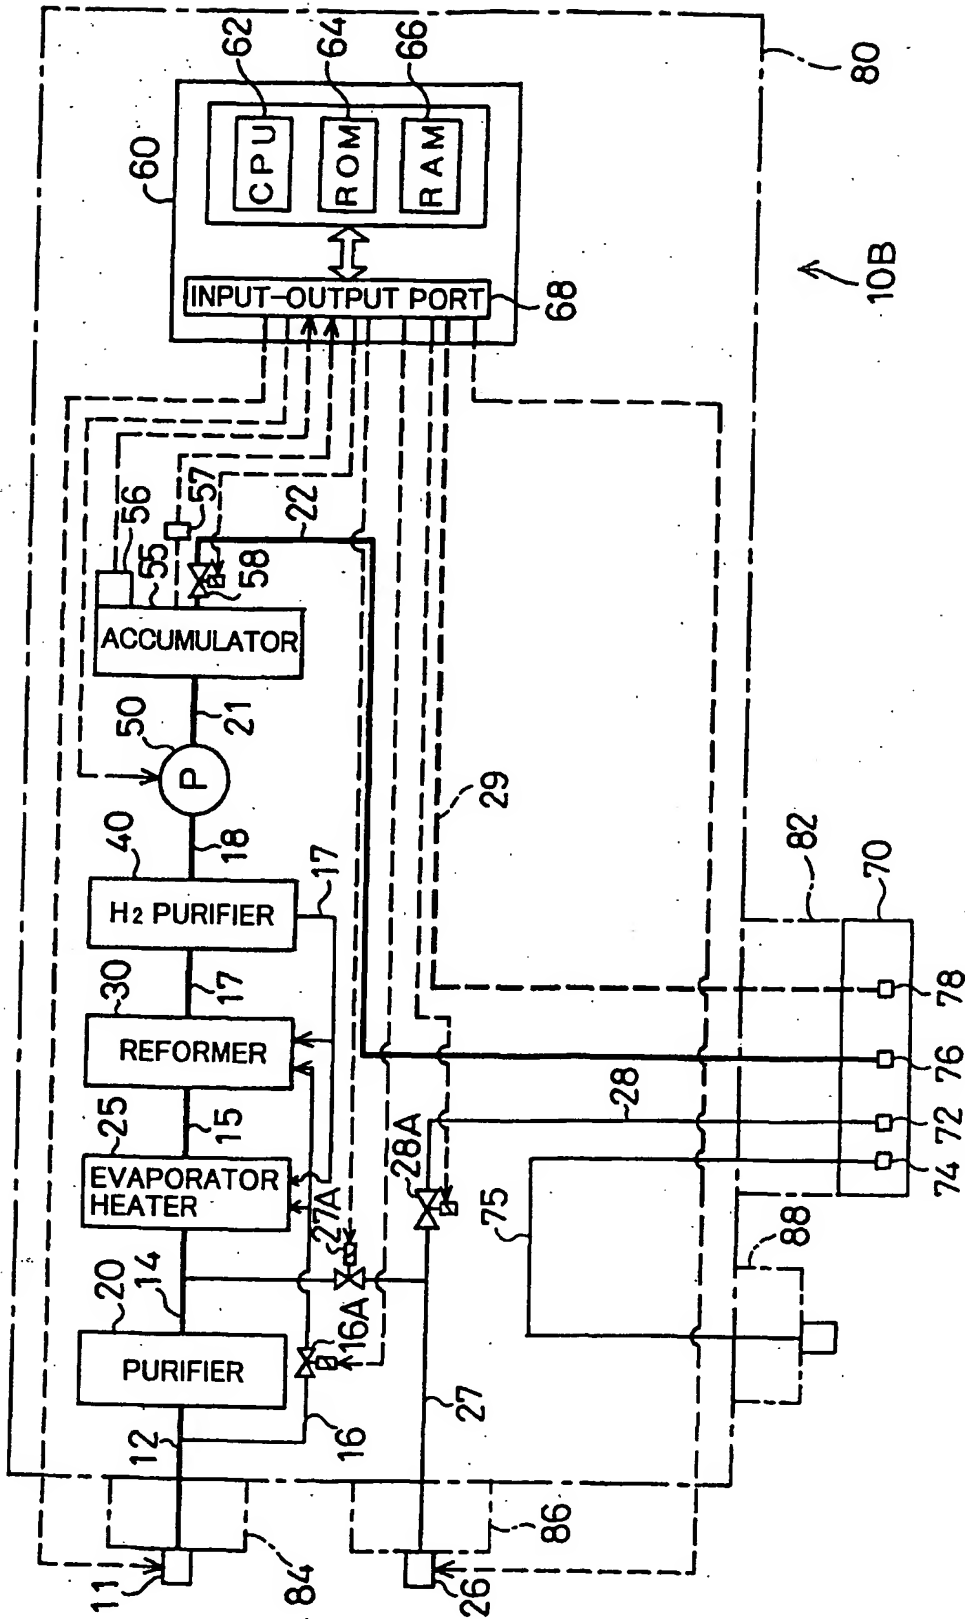 62
64
66
80
60
CPU
ROM
RAM
INPUT-OUTPUT PORT
68
10B
56
57
55
58
22
ACCUMULATOR
50
21
P
40
18
17
29
H2 PURIFIER
30
17
82
70
REFORMER
78
25
15
76
28
EVAPORATOR
HEATER
28A
72
27A
75
74
20
14
88
16A
PURIFIER
27
12
16
86
11
84
26